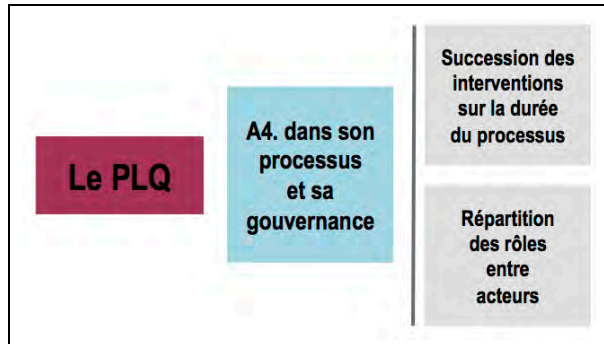 Le PLQ
A4. dans son
processus
et sa
gouvernance
Succession des
interventions
sur la durée
du processus
Répartition
des rôles
entre
acteurs